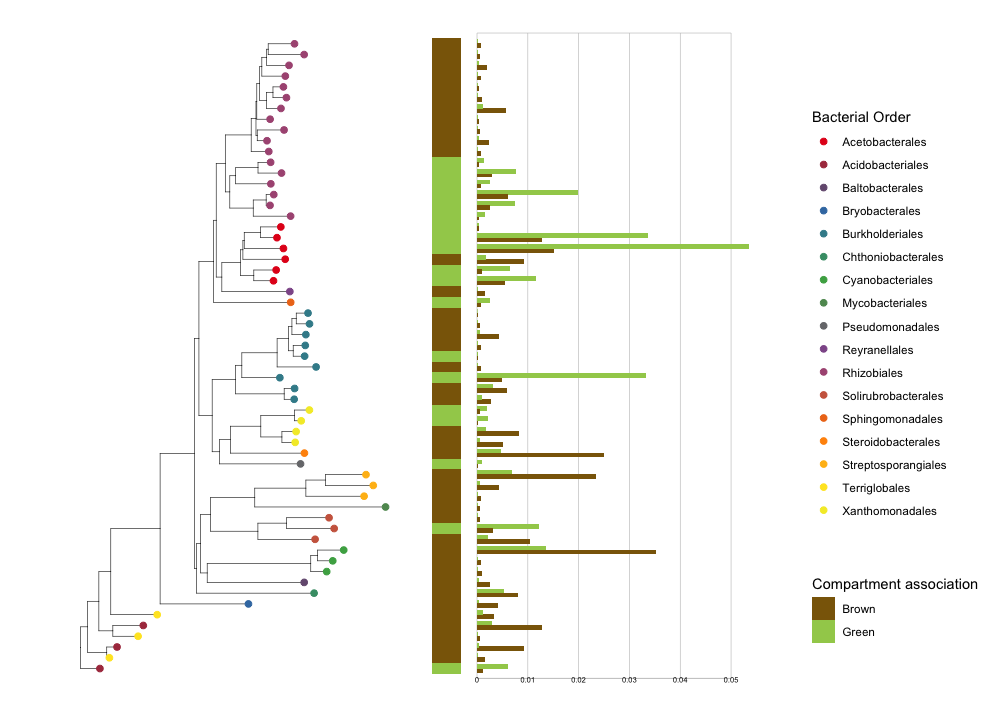 Bacterial Order
Acetobacterales
Acidobacteriales
Baltobacterales
Bryobacterales
Burkholderiales
Chthoniobacterales
Cyanobacteriales
Mycobacteriales
Pseudomonadales
Reyranellales
Rhizobiales
Solirubrobacterales
Sphingomonadales
Steroidobacterales
Streptosporangiales
Terriglobales
Xanthomonadales
Compartment association
Brown
Green
0 0.01 0.02 0.03 0.04 0.05